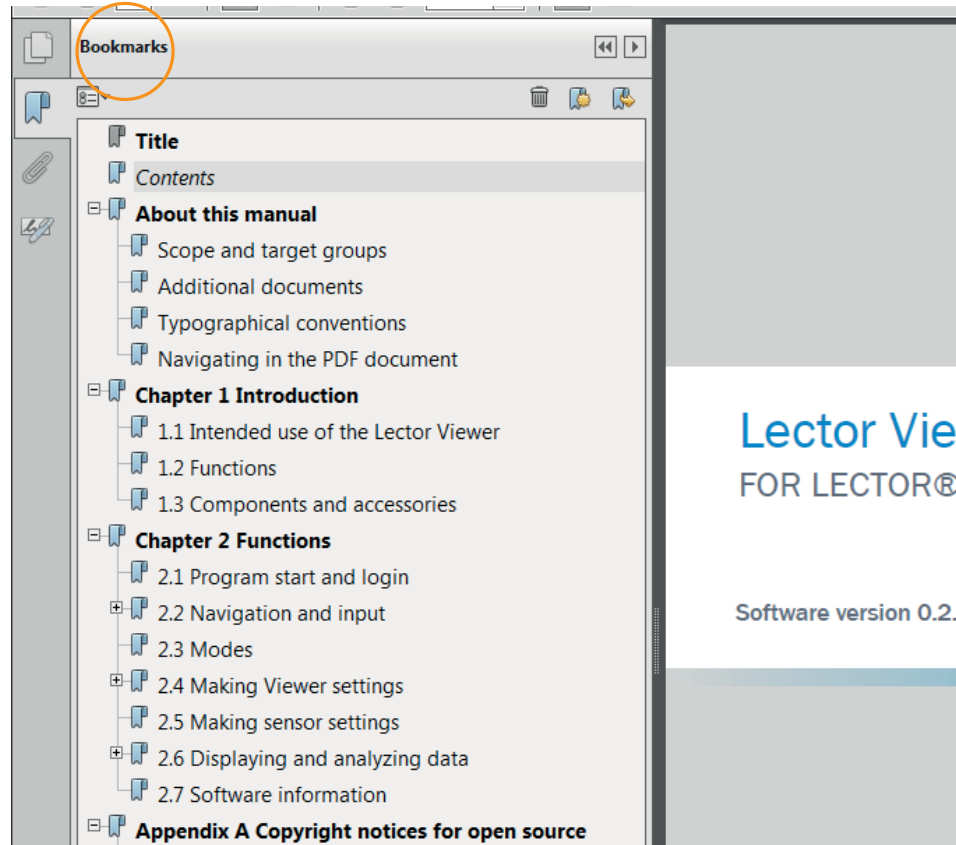 Bookmarks
Title
Contents
About this manual
Scope and target groups
Additional documents
Typographical conventions
Navigating in the PDF document
Chapter 1 Introduction
1.1 Intended use of the Lector Viewer
1.2 Functions
1.3 Components and accessories
Chapter 2 Functions
2.1 Program start and login
2.2 Navigation and input
2.3 Modes
2.4 Making Viewer settings
2.5 Making sensor settings
2.6 Displaying and analyzing data
2.7 Software information
Appendix A Copyright notices for open source
Lector Vie
FOR LECTOR®
Software version 0.2.